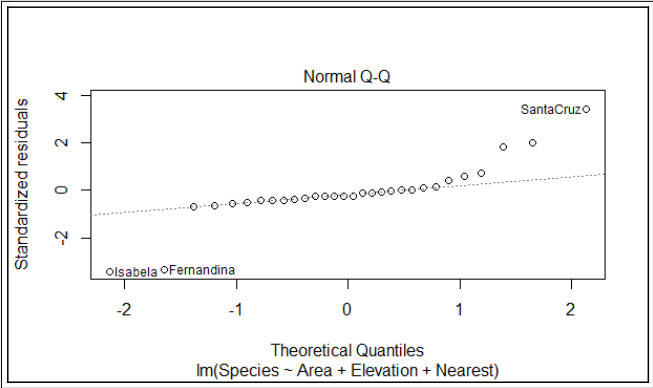 Normal Q-Q
Standardized residuals
4
2
0
-2
SantaCruz
Isabela
Fernandina
-2
-1
0
1
2
Theoretical Quantiles
lm(Species ~ Area + Elevation + Nearest)